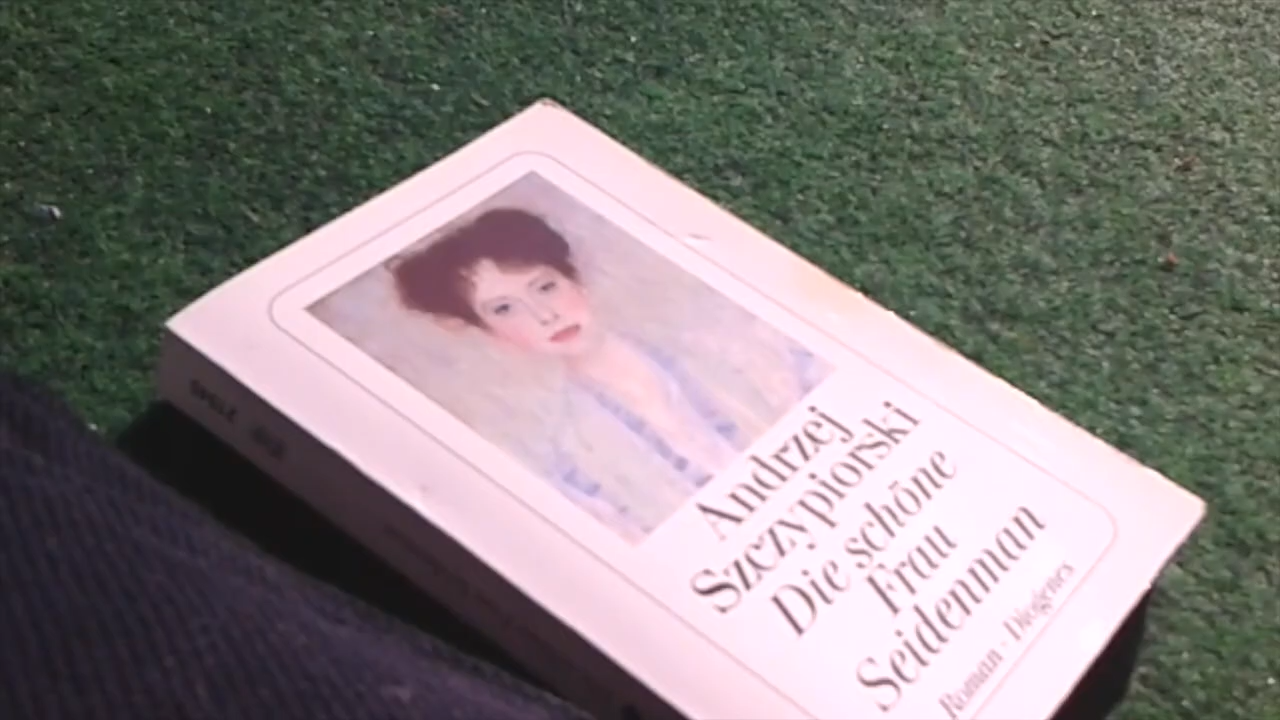 Andrzej
Szczypiorski
Die schöne
Frau
Seidenman
Roman · Diogenes